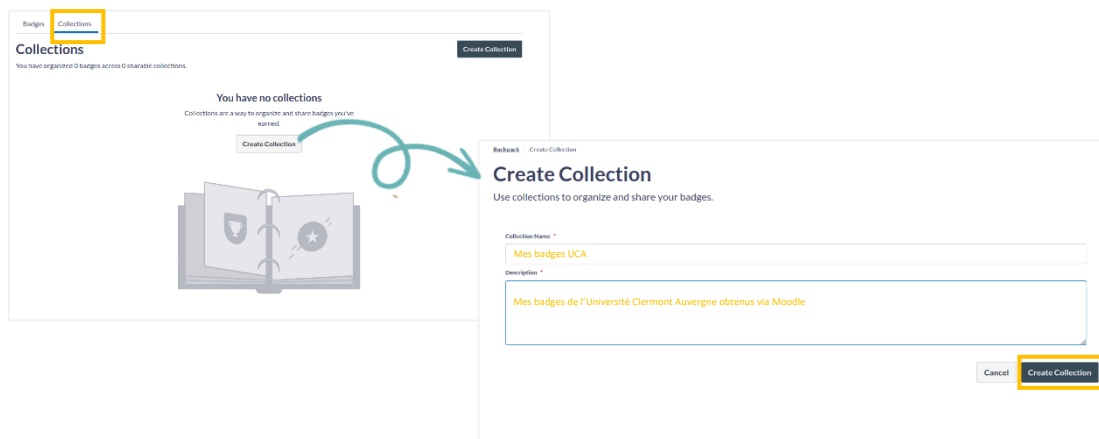 Badges Collections
Collections
Create Collection
You have organized 0 badges across 0 sharable collections.
You have no collections
Collections are a way to organize and share badges you've
earned.
Create Collection
Backpack / Create Collection
Create Collection
Use collections to organize and share your badges.
Collection Name *
Mes badges UCA
Description *
Mes badges de l'Université Clermont Auvergne obtenus via Moodle
Cancel Create Collection